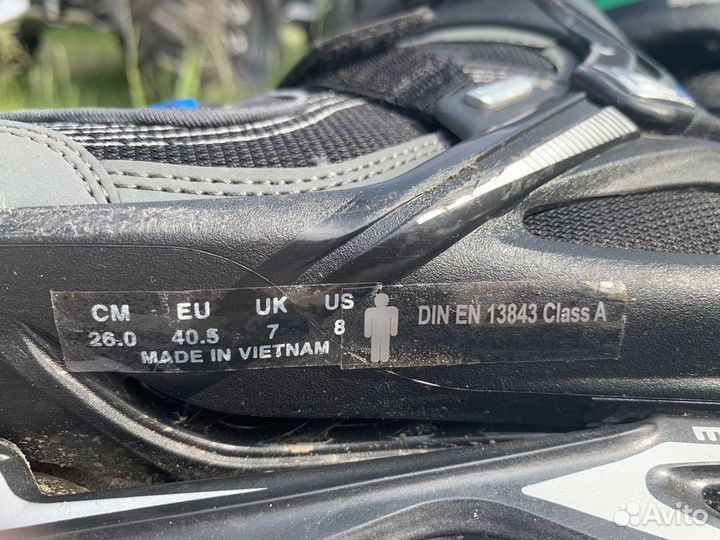 CM EU UK US
26.0 40.5 7 8
MADE IN VIETNAM
DIN EN 13843 Class A
Avito